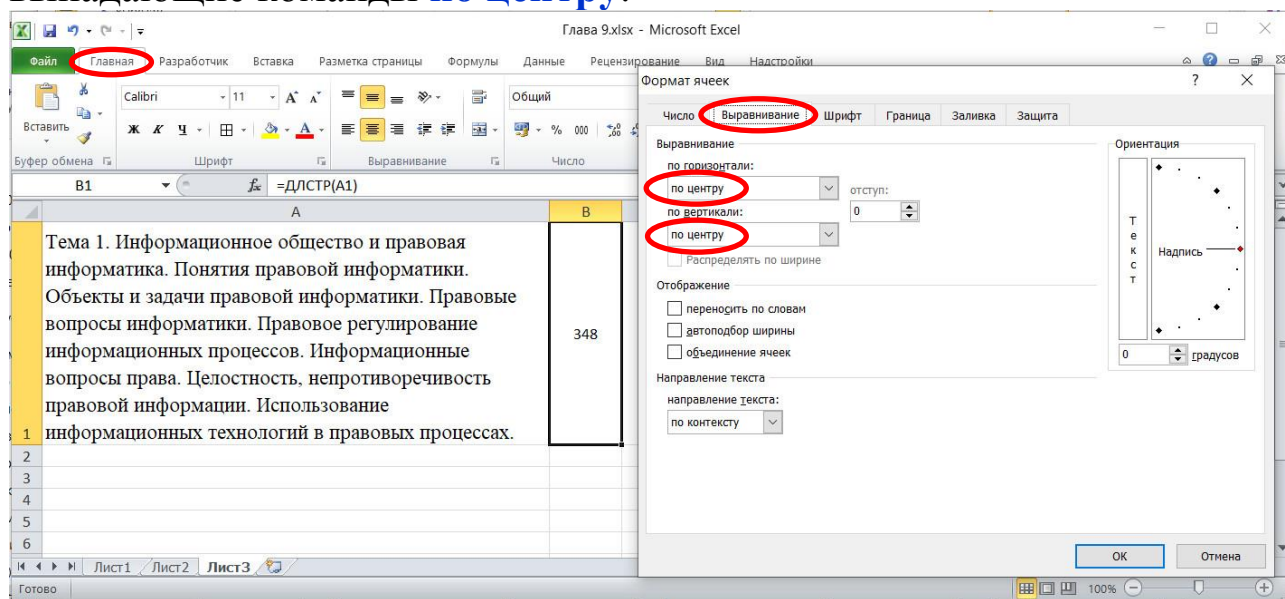 по центру.
Глава 9.xlsx - Microsoft Excel
Файл Главная Разработчик Вставка Разметка страницы Формулы Данные Рецензирование Вид Надстройки
Вставить
Calibri 11 A A Общий
Ж К Ч A % 000
Буфер обмена Шрифт Выравнивание Число
B1 fx =ДЛСТР(A1)
A B
Тема 1. Информационное общество и правовая
информатика. Понятия правовой информатики.
Объекты и задачи правовой информатики. Правовые
вопросы информатики. Правовое регулирование
информационных процессов. Информационные
вопросы права. Целостность, непротиворечивость
правовой информации. Использование
1 информационных технологий в правовых процессах.
348
2
3
4
5
6
Лист1 Лист2 Лист3
Готово
100%
Формат ячеек ? ×
Число Выравнивание Шрифт Граница Заливка Защита
Выравнивание
по горизонтали:
по центру
отступ:
по вертикали:
0
по центру
Распределять по ширине
Отображение
переносить по словам
автоподбор ширины
объединение ячеек
Направление текста
направление текста:
по контексту
Ориентация
Текст
Надпись
0 градусов
ОК Отмена